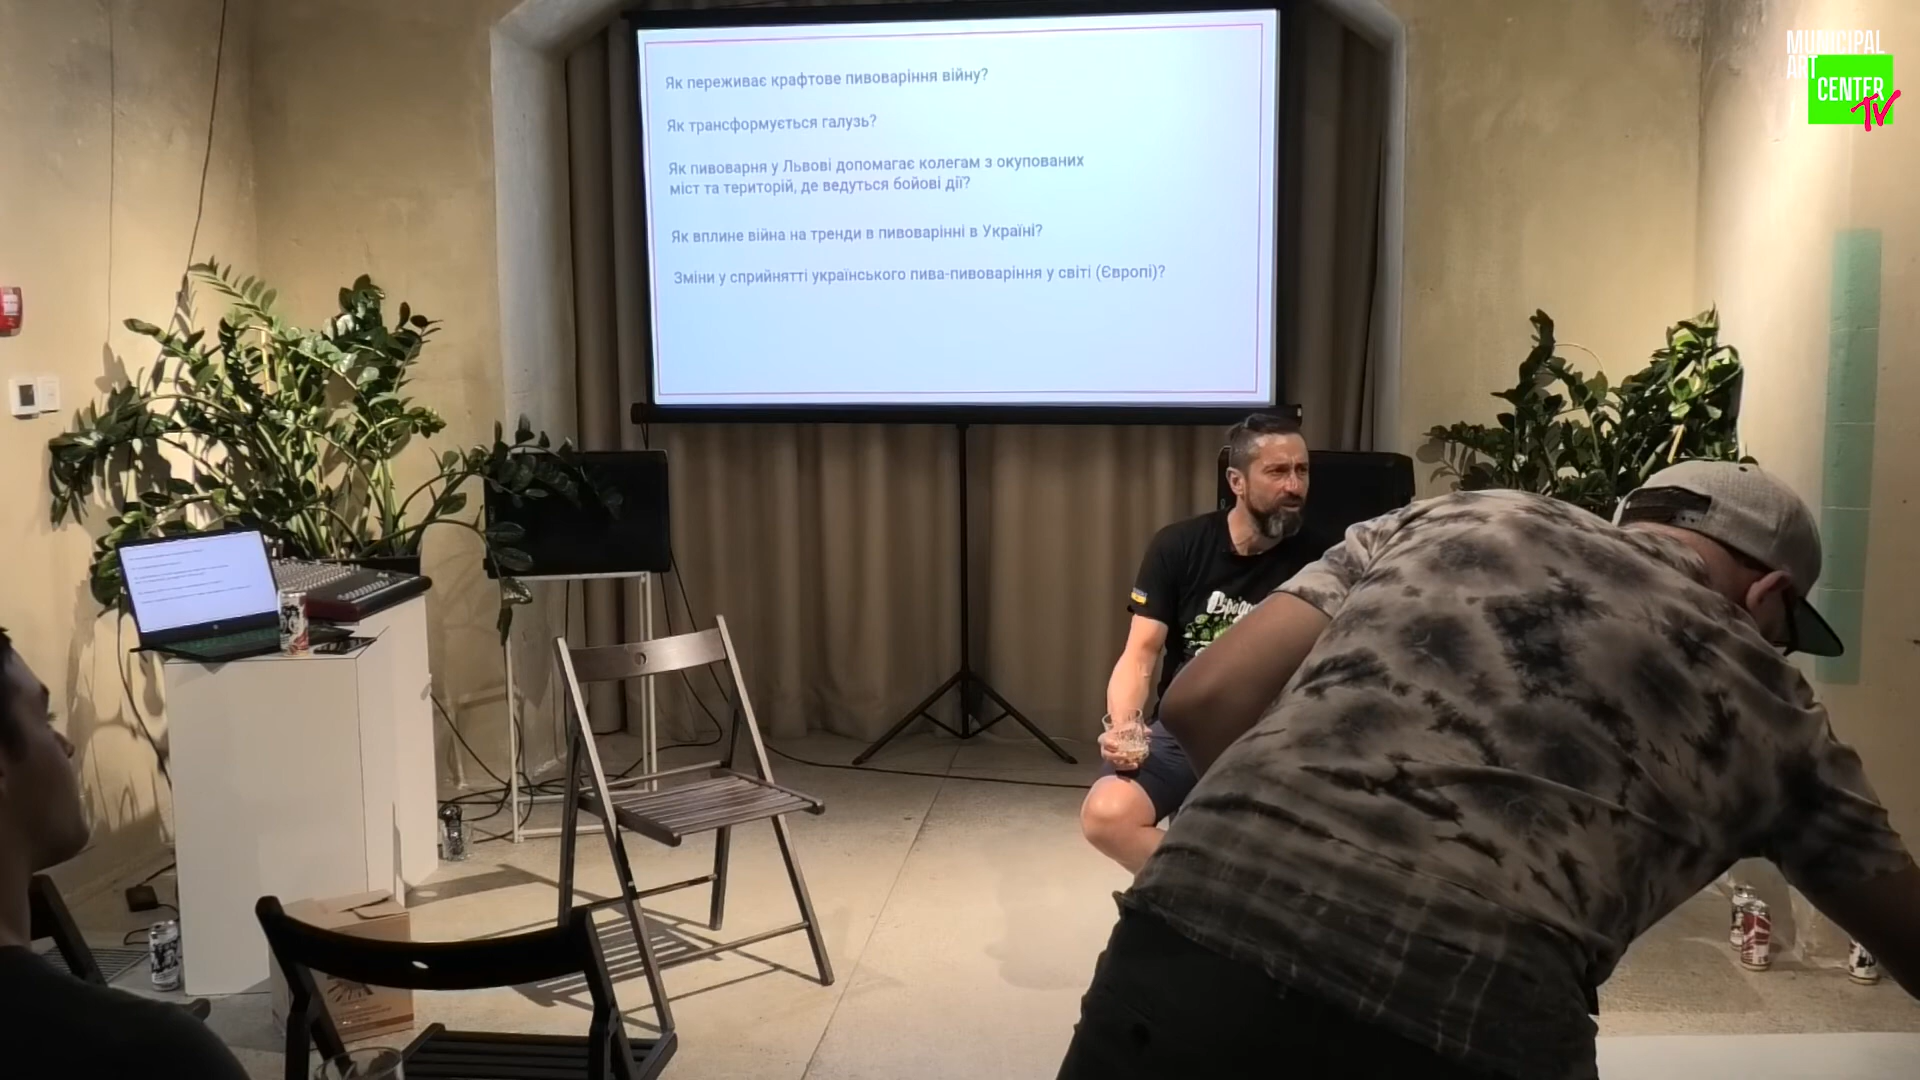 Як переживає крафтове пивоваріння війну?
Як трансформується галузь?
Як пивоварня у Львові допомагає колегам з окупованих
міст та територій, де ведуться бойові дії?
Як вплине війна на тренди в пивоварінні в Україні?
Зміни у сприйнятті українського пива-пивоваріння у світі (Європі)?
MUNICIPAL
ART
CENTER
TV